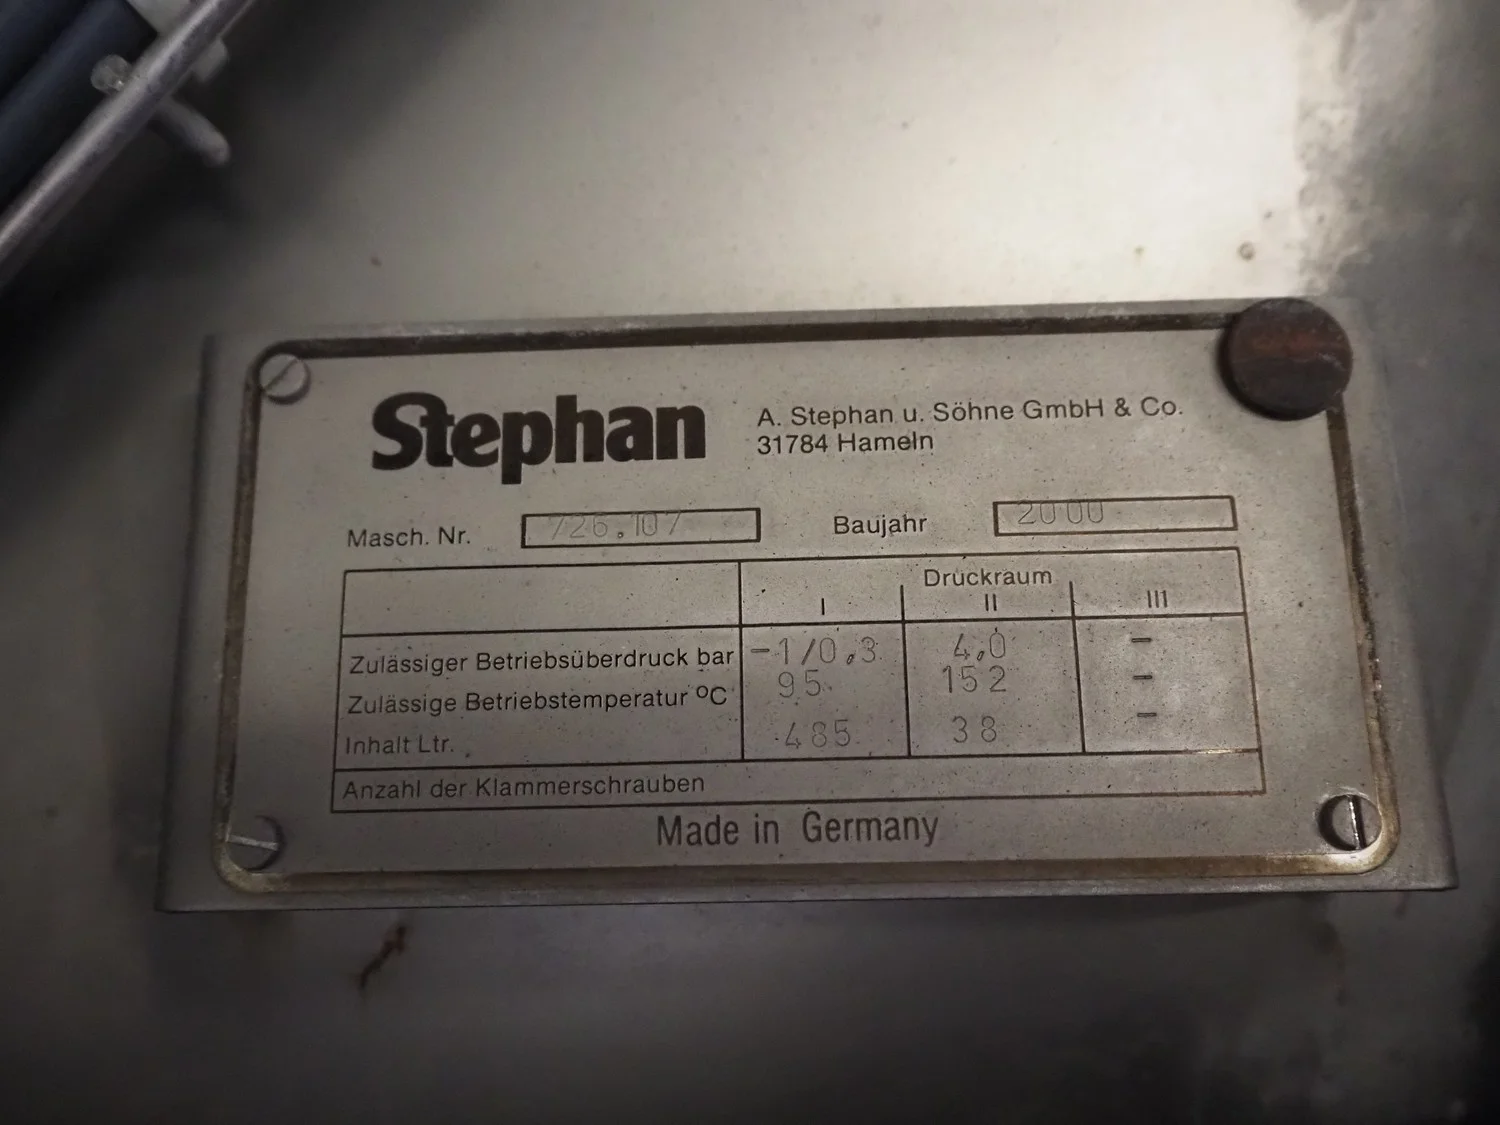 Stephan
A. Stephan u. Söhne GmbH & Co.
31784 Hameln
Masch. Nr. 726.107 Baujahr 2000
Druckraum
I II III
Zulässiger Betriebsüberdruck bar -1/0,3 4,0 -
Zulässige Betriebstemperatur ºC 95 152 -
Inhalt Ltr. 485 38 -
Anzahl der Klammerschrauben
Made in Germany